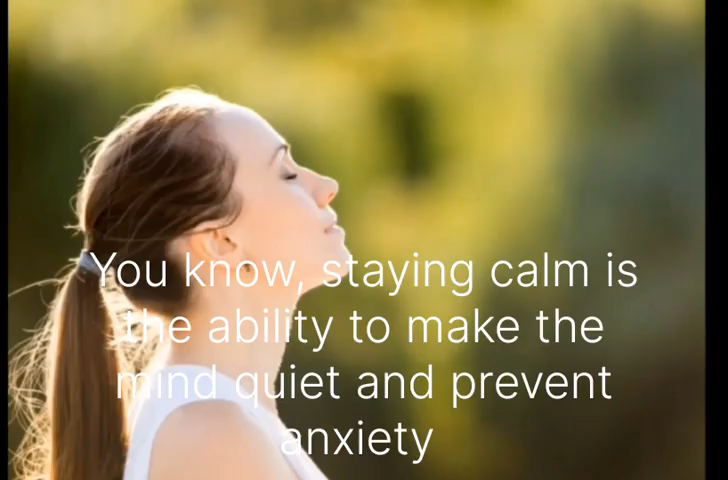 You know, staying calm is
the ability to make the
mind quiet and prevent
anxiety